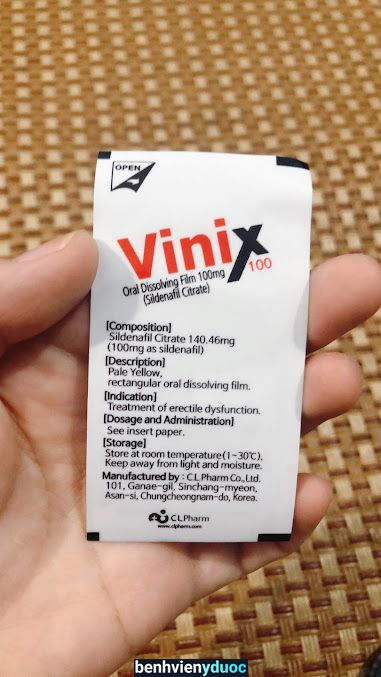 OPEN
Vinix
100
Oral Dissolving Film 100mg
(Sildenafil Citrate)
[Composition]
Sildenafil Citrate 140.46mg
(100mg as sildenafil)
[Description]
Pale Yellow,
rectangular oral dissolving film.
[Indication]
Treatment of erectile dysfunction.
[Dosage and Administration]
See insert paper.
[Storage]
Store at room temperature(1~30℃),
Keep away from light and moisture.
Manufactured by : C.L Pharm Co., Ltd.
101, Ganae-gil, Sinchang-myeon,
Asan-si, Chungcheongnam-do, Korea.
CLPharm
www.clpharm.com
benhvienyduoc